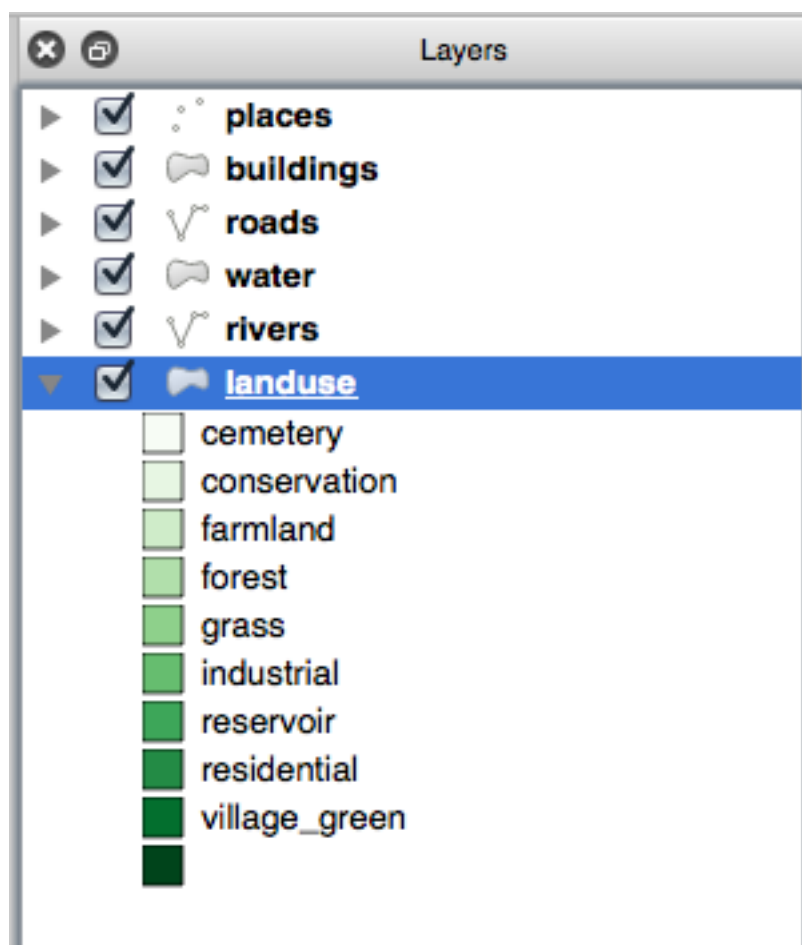 Layers
places
buildings
roads
water
rivers
landuse
cemetery
conservation
farmland
forest
grass
industrial
reservoir
residential
village_green